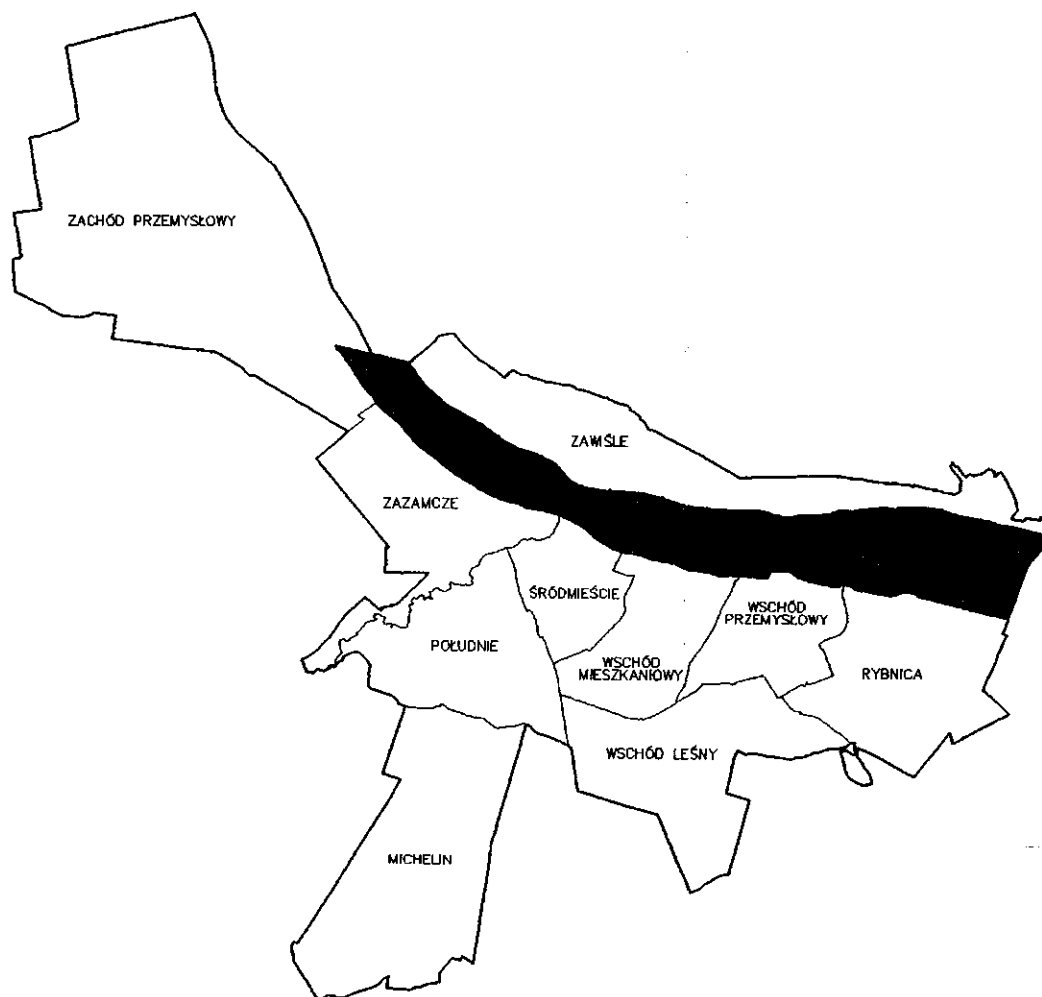 ZACHÓD PRZEMYSŁOWY
ZAWIŚLE
ZAZAMCZE
ŚRÓDMIEŚCIE
WSCHÓD
PRZEMYSŁOWY
POŁUDNIE
WSCHÓD
MIESZKANIOWY
RYBNICA
WSCHÓD LEŚNY
MICHELIN